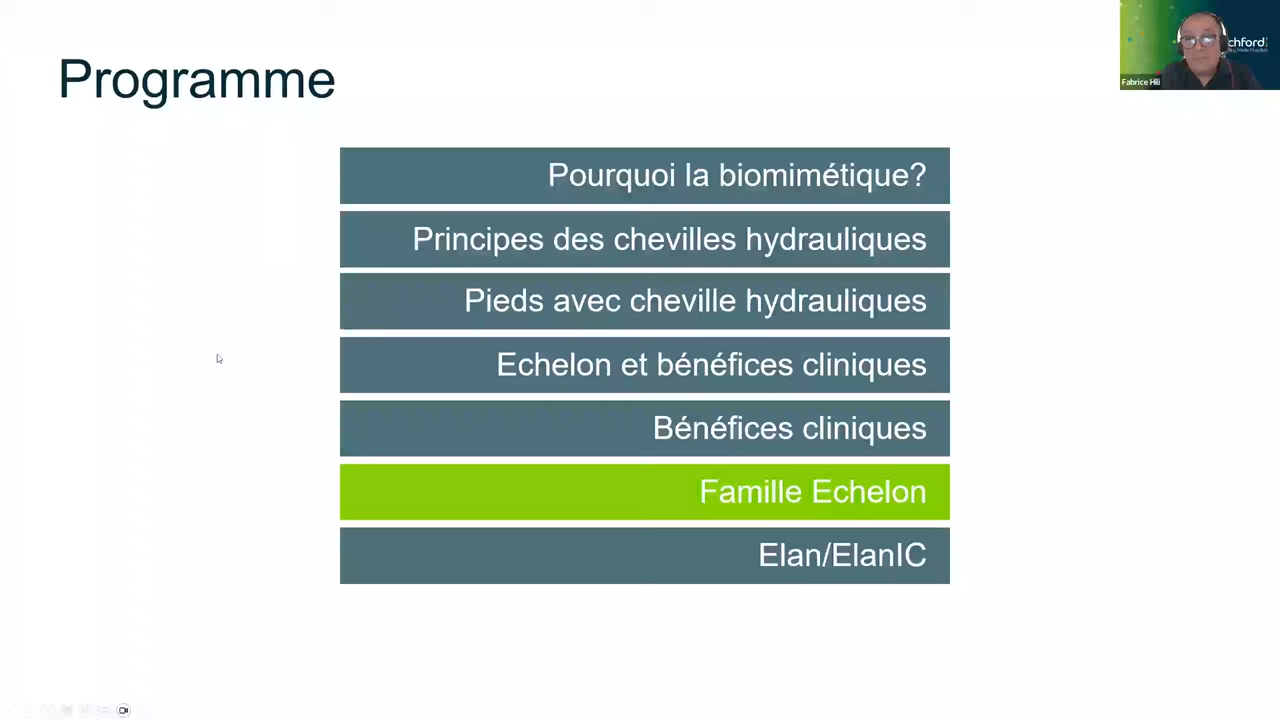 Programme
chford
Fabrice Hili
Pourquoi la biomimétique?
Principes des chevilles hydrauliques
Pieds avec cheville hydrauliques
Echelon et bénéfices cliniques
Bénéfices cliniques
Famille Echelon
Elan/ElanIC